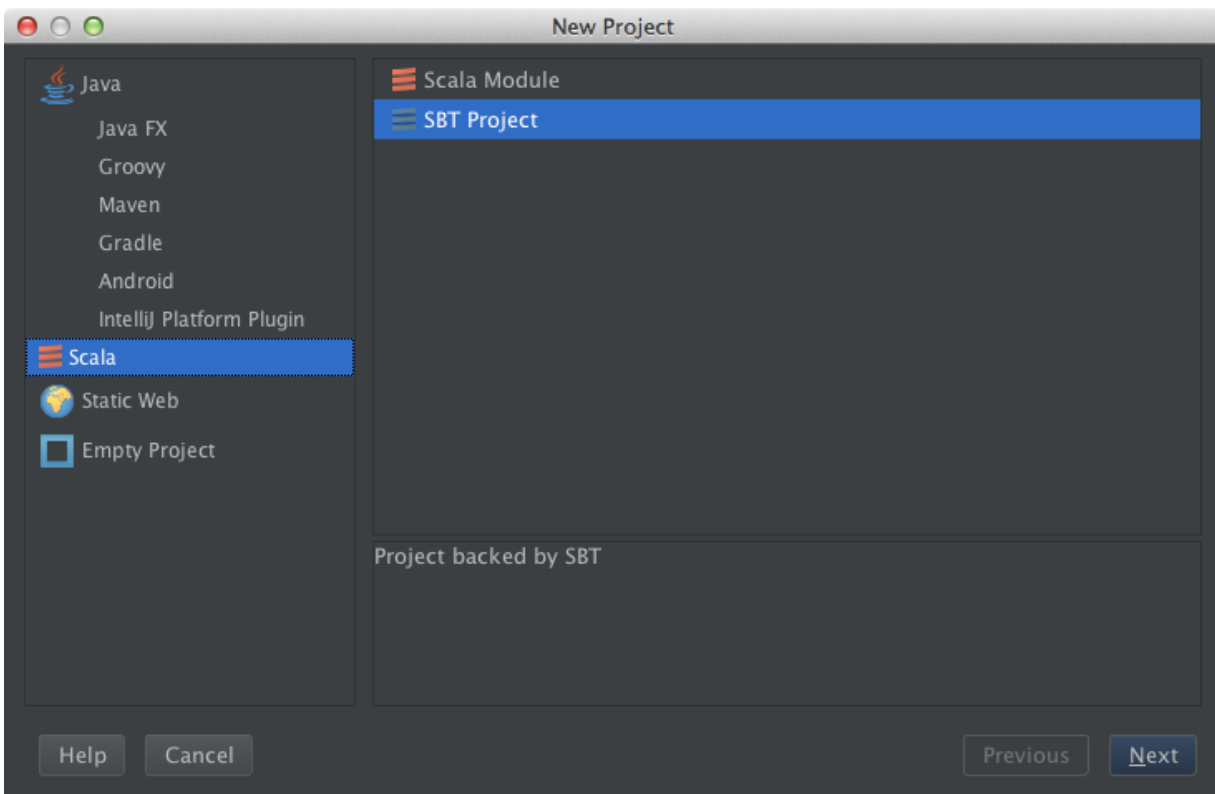 New Project
Java
Java FX
Groovy
Maven
Gradle
Android
IntelliJ Platform Plugin
Scala
Static Web
Empty Project
Scala Module
SBT Project
Project backed by SBT
Help
Cancel
Previous
Next